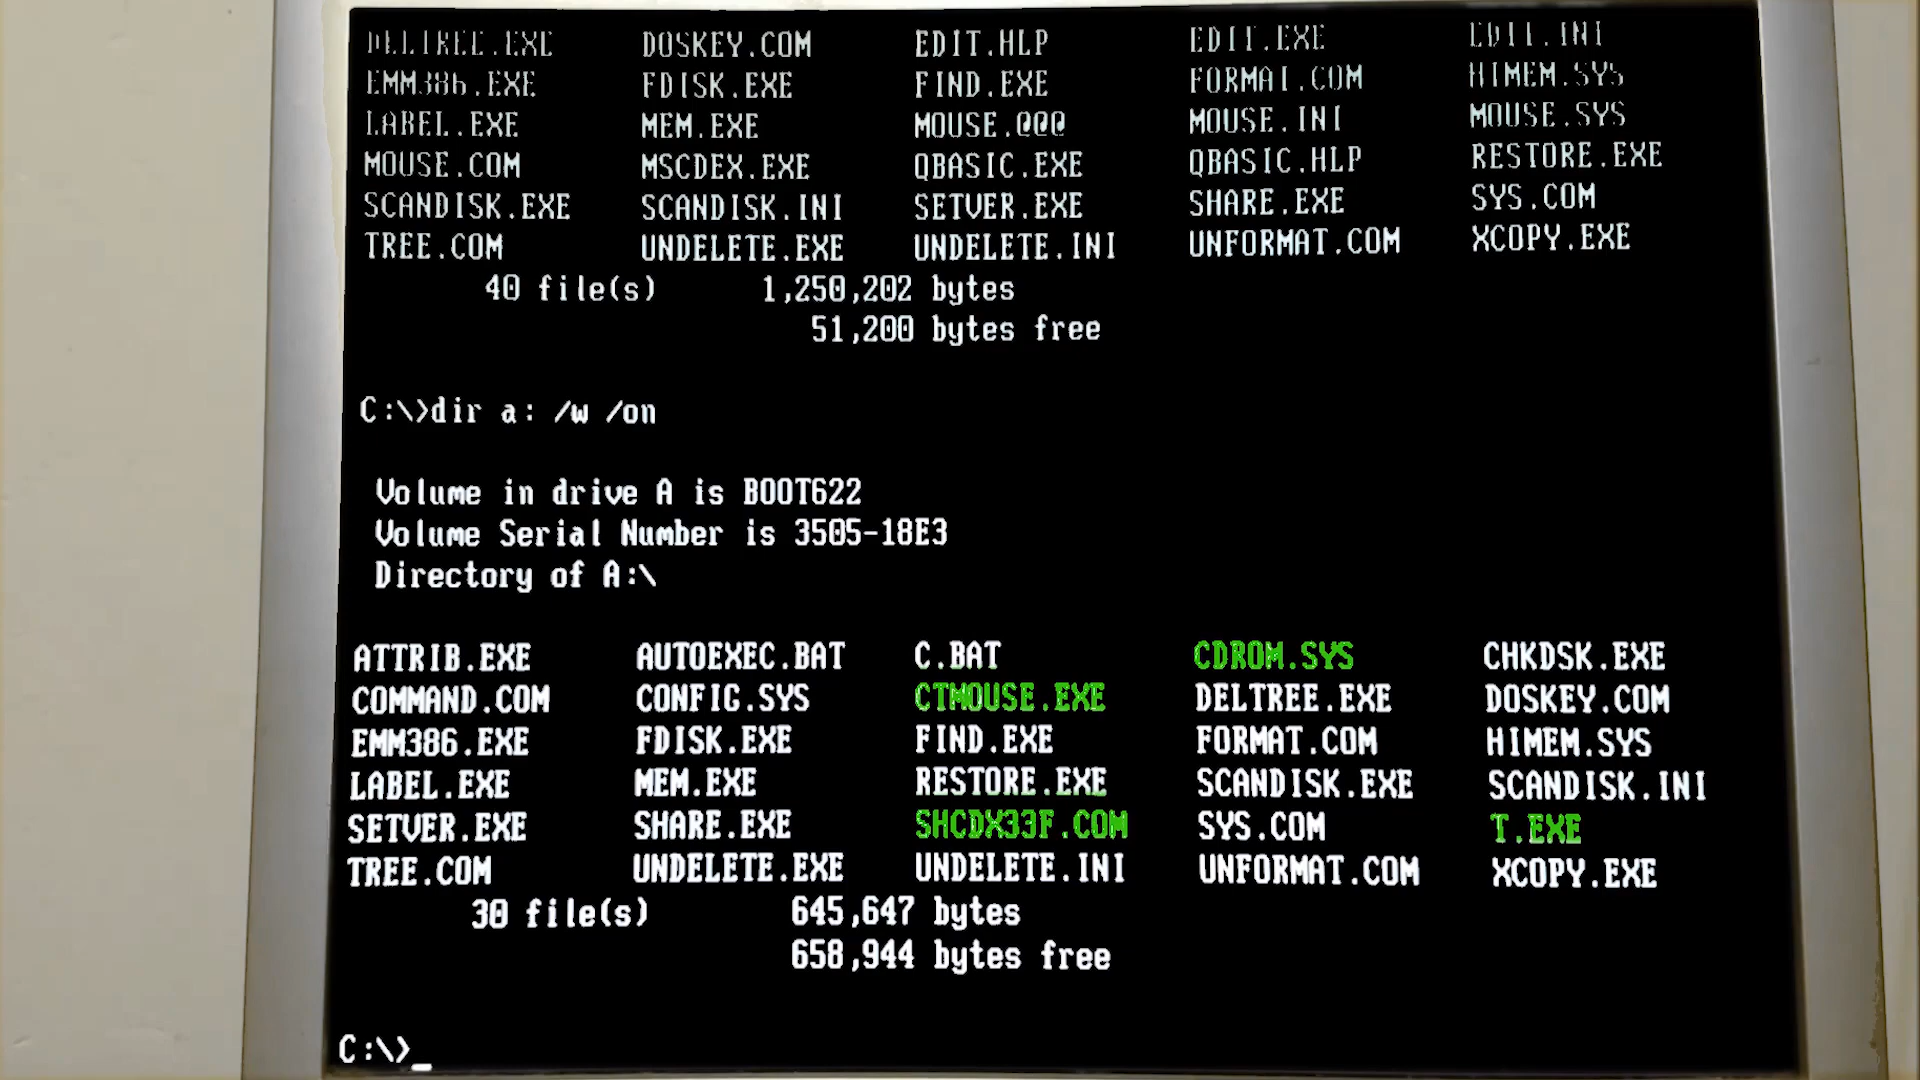 DELTREE.EXE DOSKEY.COM EDIT.HLP EDIT.EXE EDIT.INI
EMM386.EXE FDISK.EXE FIND.EXE FORMAT.COM HIMEM.SYS
LABEL.EXE MEM.EXE MOUSE.@@@ MOUSE.INI MOUSE.SYS
MOUSE.COM MSCDEX.EXE QBASIC.EXE QBASIC.HLP RESTORE.EXE
SCANDISK.EXE SCANDISK.INI SETVER.EXE SHARE.EXE SYS.COM
TREE.COM UNDELETE.EXE UNDELETE.INI UNFORMAT.COM XCOPY.EXE
40 file(s) 1,250,202 bytes
51,200 bytes free
C:\>dir a: /w /on
Volume in drive A is BOOT622
Volume Serial Number is 3505-18E3
Directory of A:\
ATTRIB.EXE AUTOEXEC.BAT C.BAT CDROM.SYS CHKDSK.EXE
COMMAND.COM CONFIG.SYS CTMOUSE.EXE DELTREE.EXE DOSKEY.COM
EMM386.EXE FDISK.EXE FIND.EXE FORMAT.COM HIMEM.SYS
LABEL.EXE MEM.EXE RESTORE.EXE SCANDISK.EXE SCANDISK.INI
SETVER.EXE SHARE.EXE SHCDX33F.COM SYS.COM T.EXE
TREE.COM UNDELETE.EXE UNDELETE.INI UNFORMAT.COM XCOPY.EXE
30 file(s) 645,647 bytes
658,944 bytes free
C:\>_